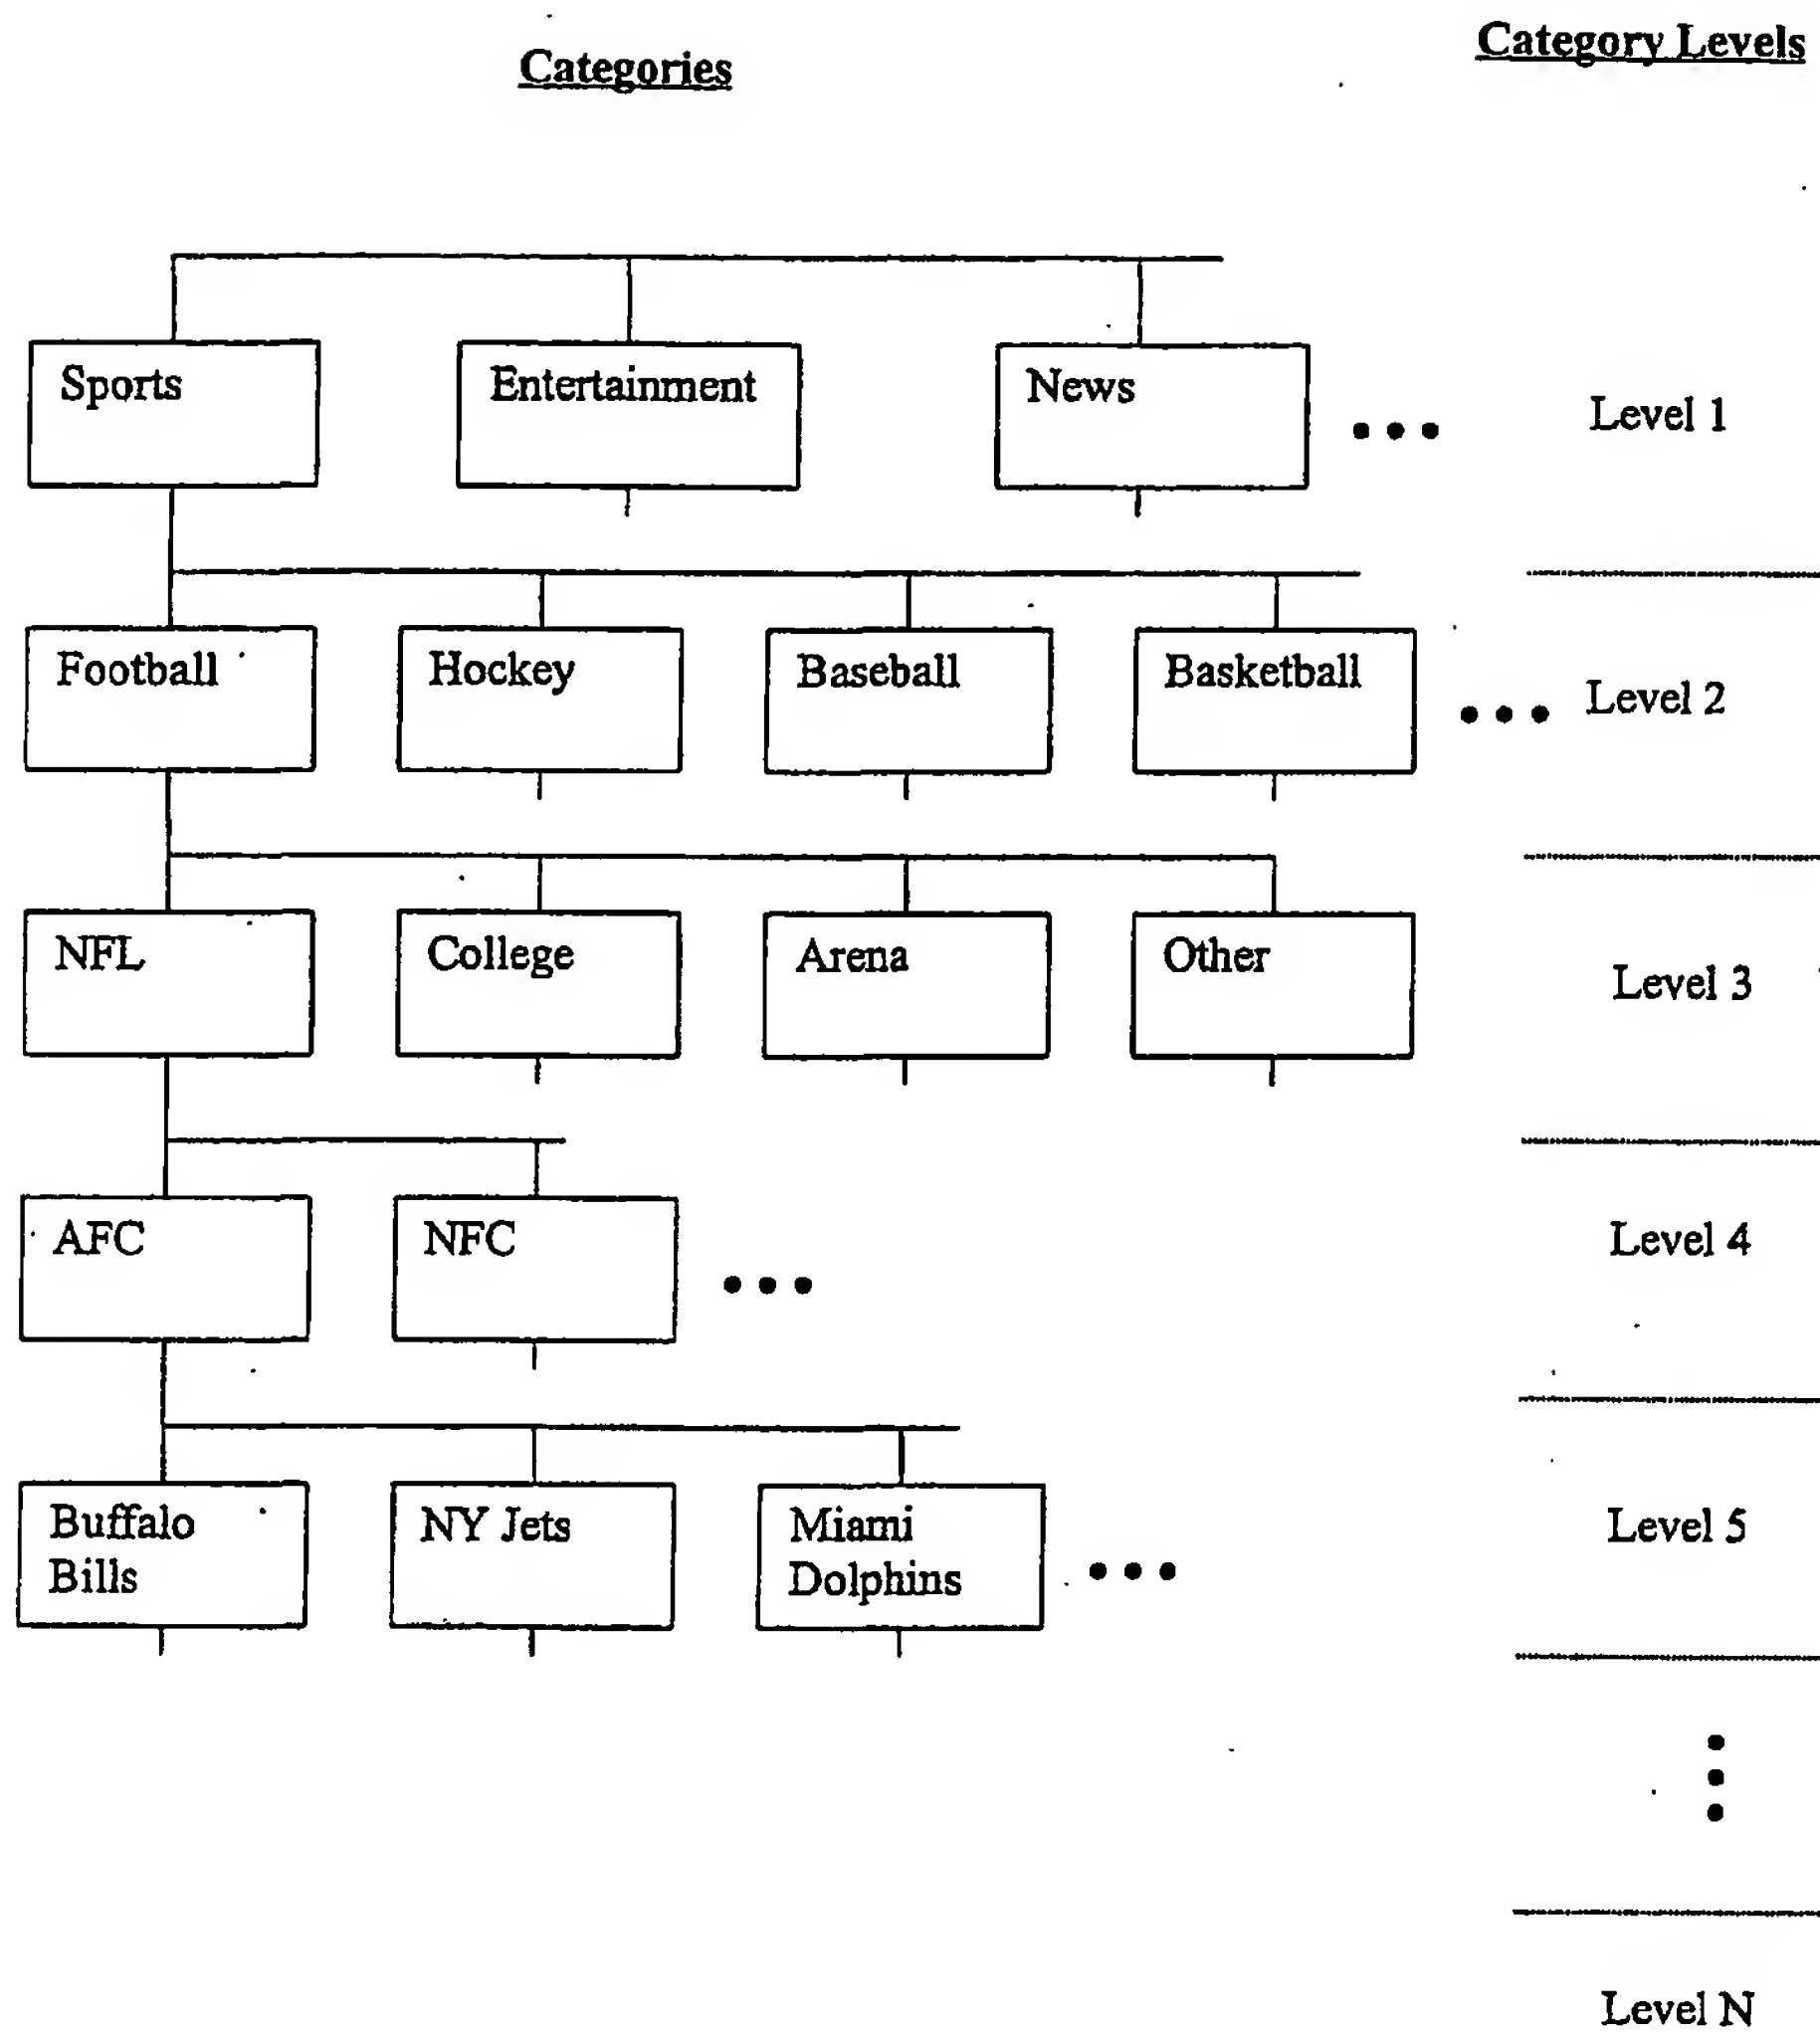 Categories
Category Levels
Sports
Entertainment
News
Level 1
Football
Hockey
Baseball
Basketball
Level 2
NFL
College
Arena
Other
Level 3
AFC
NFC
Level 4
Buffalo
Bills
NY Jets
Miami
Dolphins
Level 5
Level N